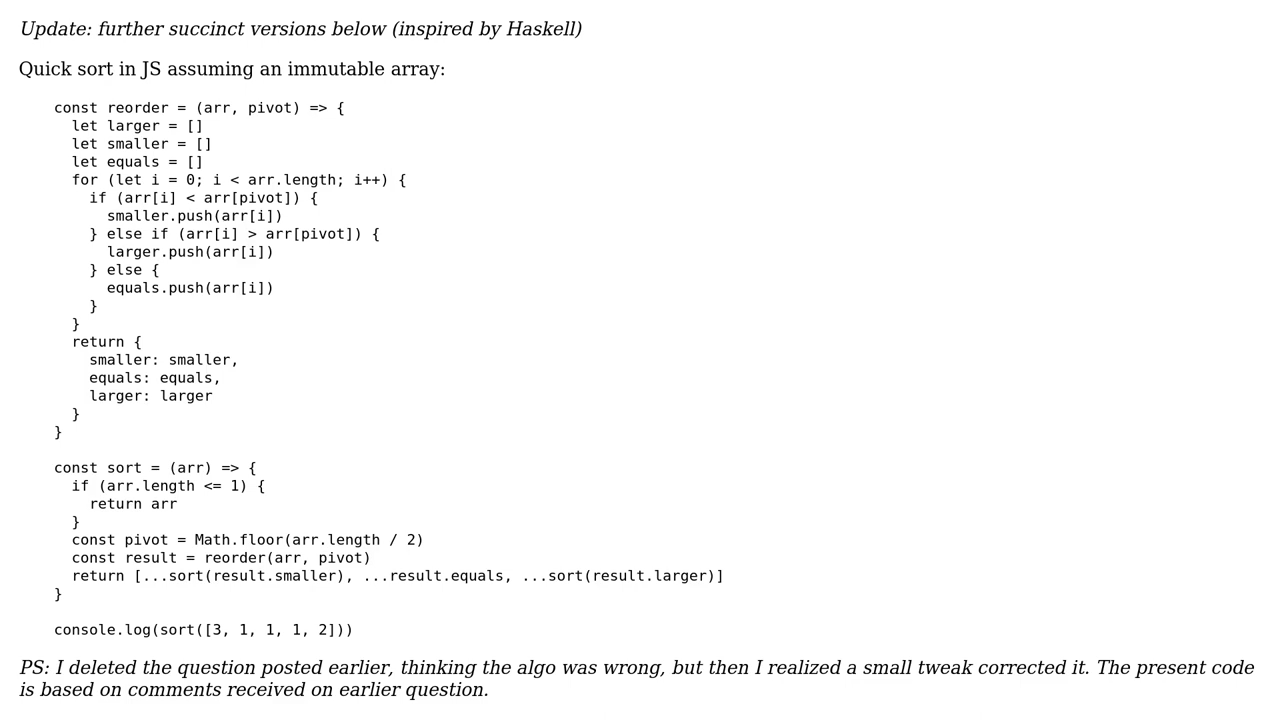 Update: further succinct versions below (inspired by Haskell)
Quick sort in JS assuming an immutable array:
const reorder = (arr, pivot) => {
  let larger = []
  let smaller = []
  let equals = []
  for (let i = 0; i < arr.length; i++) {
    if (arr[i] < arr[pivot]) {
      smaller.push(arr[i])
    } else if (arr[i] > arr[pivot]) {
      larger.push(arr[i])
    } else {
      equals.push(arr[i])
    }
  }
  return {
    smaller: smaller,
    equals: equals,
    larger: larger
  }
}
const sort = (arr) => {
  if (arr.length <= 1) {
    return arr
  }
  const pivot = Math.floor(arr.length / 2)
  const result = reorder(arr, pivot)
  return [...sort(result.smaller), ...result.equals, ...sort(result.larger)]
}
console.log(sort([3, 1, 1, 1, 2]))
PS: I deleted the question posted earlier, thinking the algo was wrong, but then I realized a small tweak corrected it. The present code
is based on comments received on earlier question.